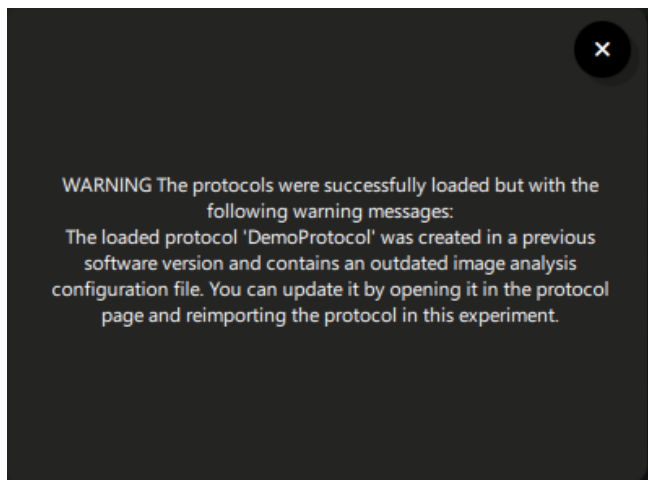 WARNING The protocols were successfully loaded but with the
following warning messages:
The loaded protocol 'DemoProtocol' was created in a previous
software version and contains an outdated image analysis
configuration file. You can update it by opening it in the protocol
page and reimporting the protocol in this experiment.